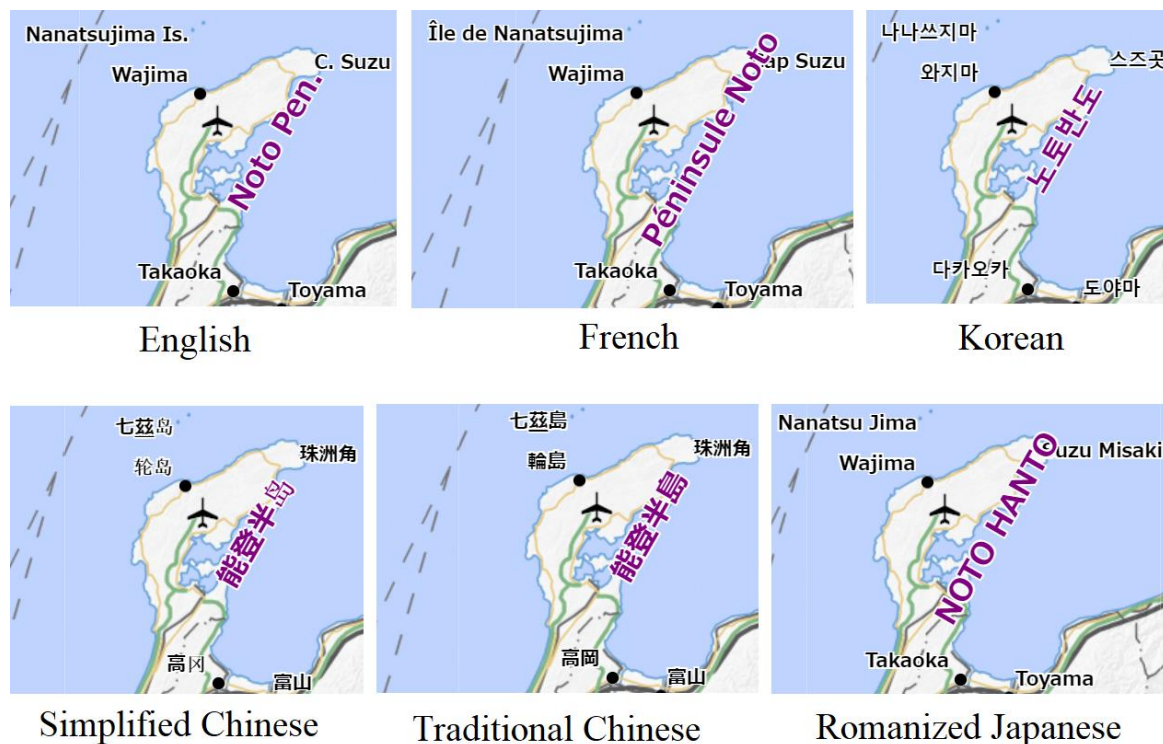 Nanatsujima Is.
C. Suzu
Wajima
Noto Pen.
Takaoka
Toyama
English
Île de Nanatsujima
ap Suzu
Wajima
Péninsule Noto
Takaoka
Toyama
French
나나쓰지마
스즈곶
와지마
노토반도
다카오카
도야마
Korean
七兹岛
珠洲角
轮岛
能登半岛
高冈
富山
Simplified Chinese
七茲島
珠洲角
輪島
能登半島
高岡
富山
Traditional Chinese
Nanatsu Jima
uzu Misaki
Wajima
NOTO HANTO
Takaoka
Toyama
Romanized Japanese